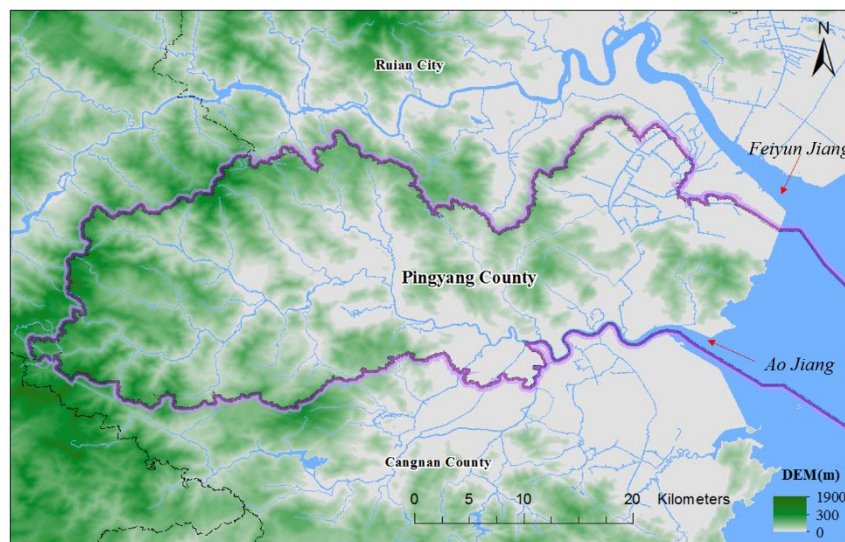 Ruian City
N
Feiyun Jiang
Pingyang County
Ao Jiang
Cangnan County
DEM(m)
1900
300
0
0 5 10 20 Kilometers